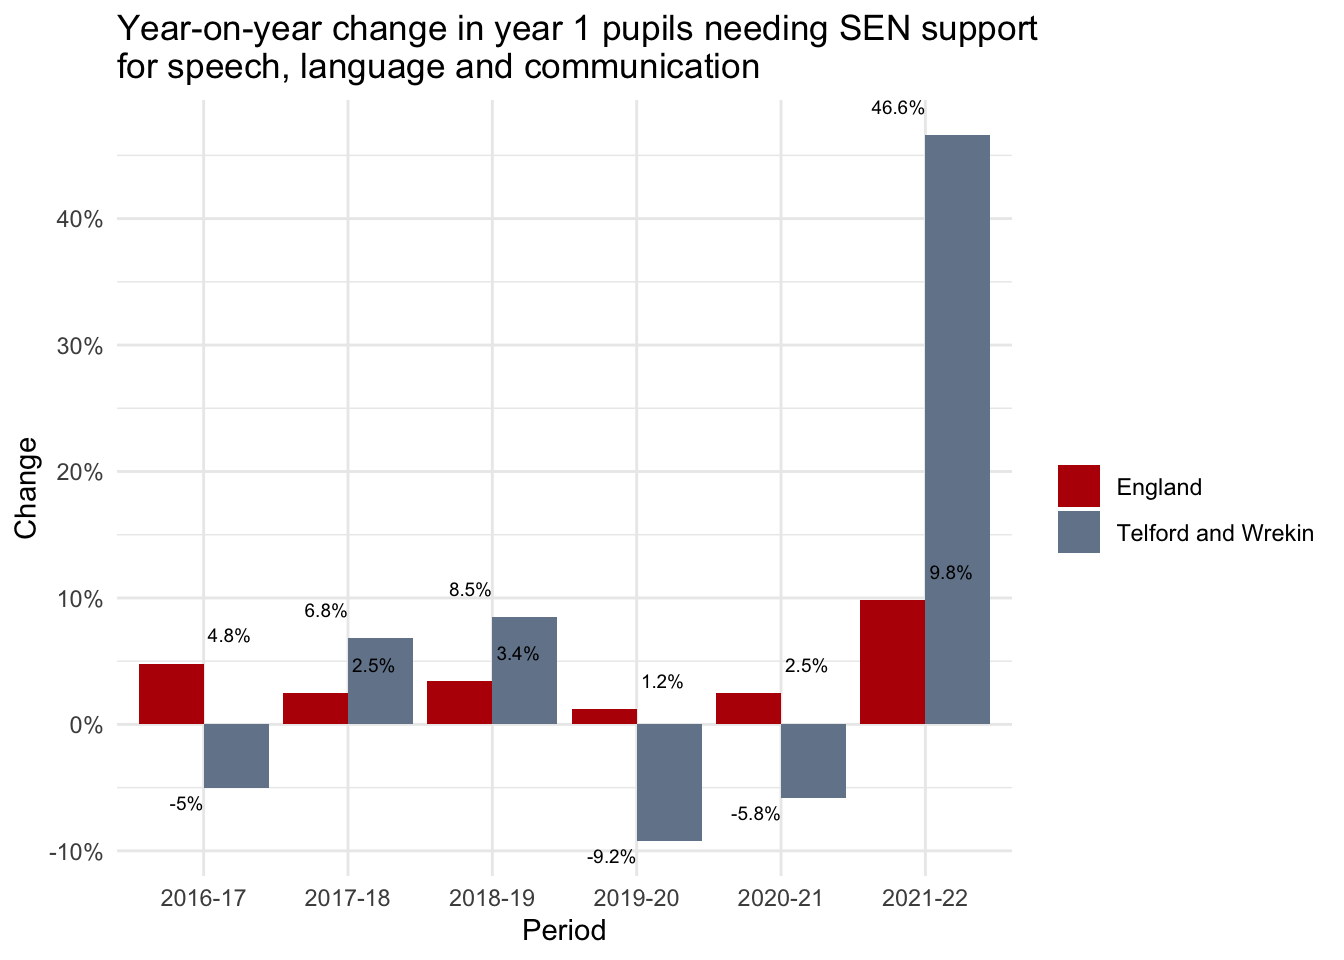 Year-on-year change in year 1 pupils needing SEN support
for speech, language and communication
46.6%
40%
30%
Change
20%
England
Telford and Wrekin
9.8%
10%
8.5%
6.8%
4.8%
3.4%
2.5%
2.5%
1.2%
0%
-5%
-5.8%
-9.2%
-10%
2016-17 2017-18 2018-19 2019-20 2020-21 2021-22
Period